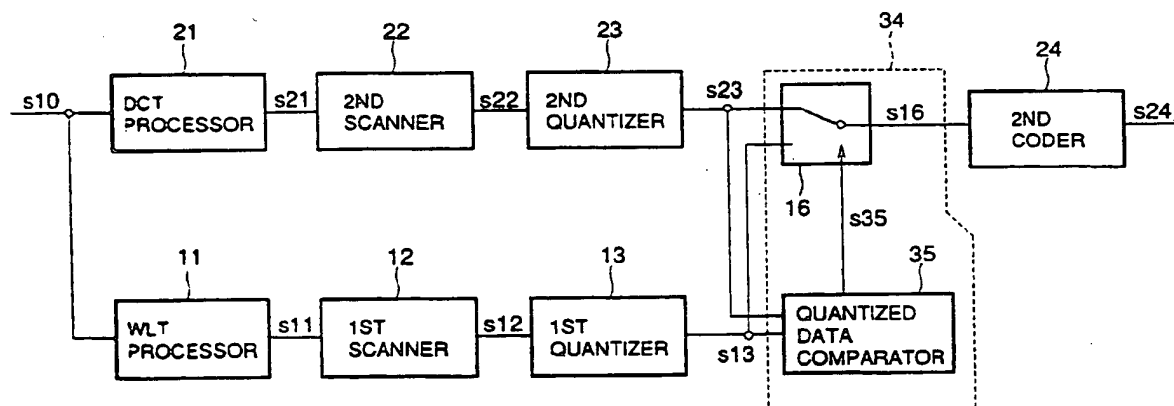 21
22
23
34
24
s10
DCT
PROCESSOR
s21
2ND
SCANNER
s22
2ND
QUANTIZER
s23
s16
2ND
CODER
s24
16
s35
11
12
13
35
WLT
PROCESSOR
s11
1ST
SCANNER
s12
1ST
QUANTIZER
s13
QUANTIZED
DATA
COMPARATOR